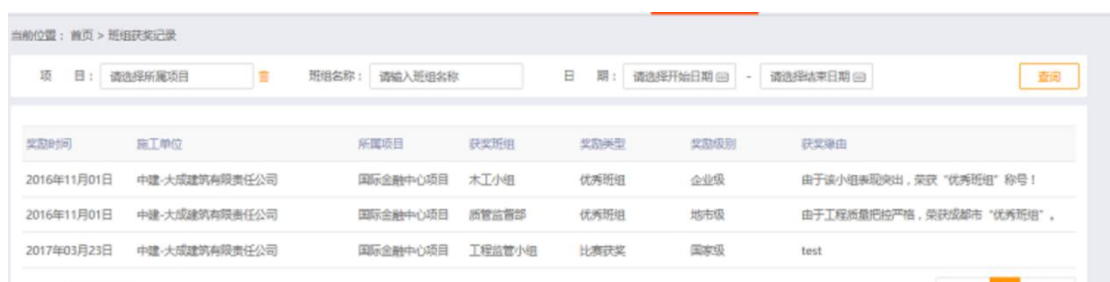 当前位置： 首页 > 班组获奖记录
项 目： 请选择所属项目 班组名称： 请输入班组名称 日 期： 请选择开始日期 - 请选择结束日期 查询
奖励时间 施工单位 所属项目 获奖班组 奖励类型 奖励级别 获奖缘由
2016年11月01日 中建-大成建筑有限责任公司 国际金融中心项目 木工小组 优秀班组 企业级 由于该小组表现突出，荣获“优秀班组”称号！
2016年11月01日 中建-大成建筑有限责任公司 国际金融中心项目 质管监督部 优秀班组 地市级 由于工程质量把控严格，荣获成都市“优秀班组”。
2017年03月23日 中建-大成建筑有限责任公司 国际金融中心项目 工程监管小组 比赛获奖 国家级 test